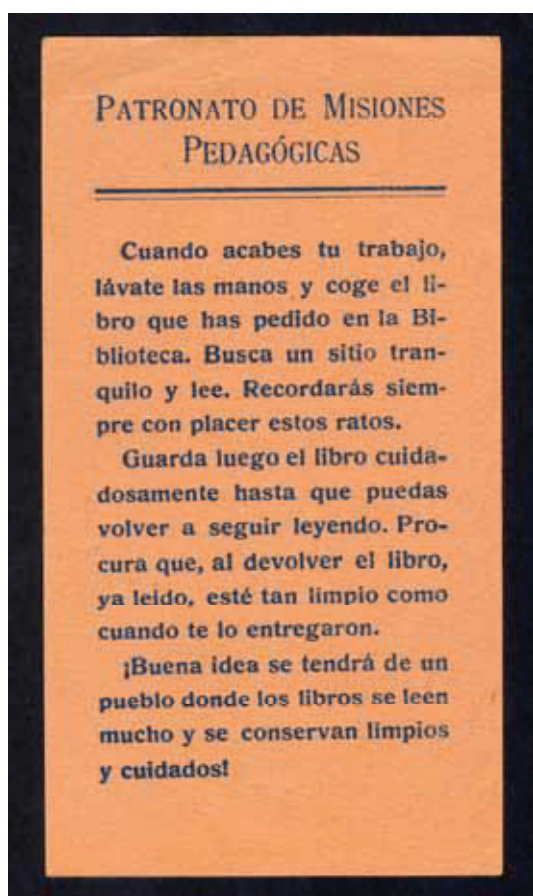 PATRONATO DE MISIONES
PEDAGÓGICAS
Cuando acabes tu trabajo,
lávate las manos y coge el li-
bro que has pedido en la Bi-
blioteca. Busca un sitio tran-
quilo y lee. Recordarás siem-
pre con placer estos ratos.
Guarda luego el libro cuida-
dosamente hasta que puedas
volver a seguir leyendo. Pro-
cura que, al devolver el libro,
ya leido, esté tan limpio como
cuando te lo entregaron.
¡Buena idea se tendrá de un
pueblo donde los libros se leen
mucho y se conservan limpios
y cuidados!